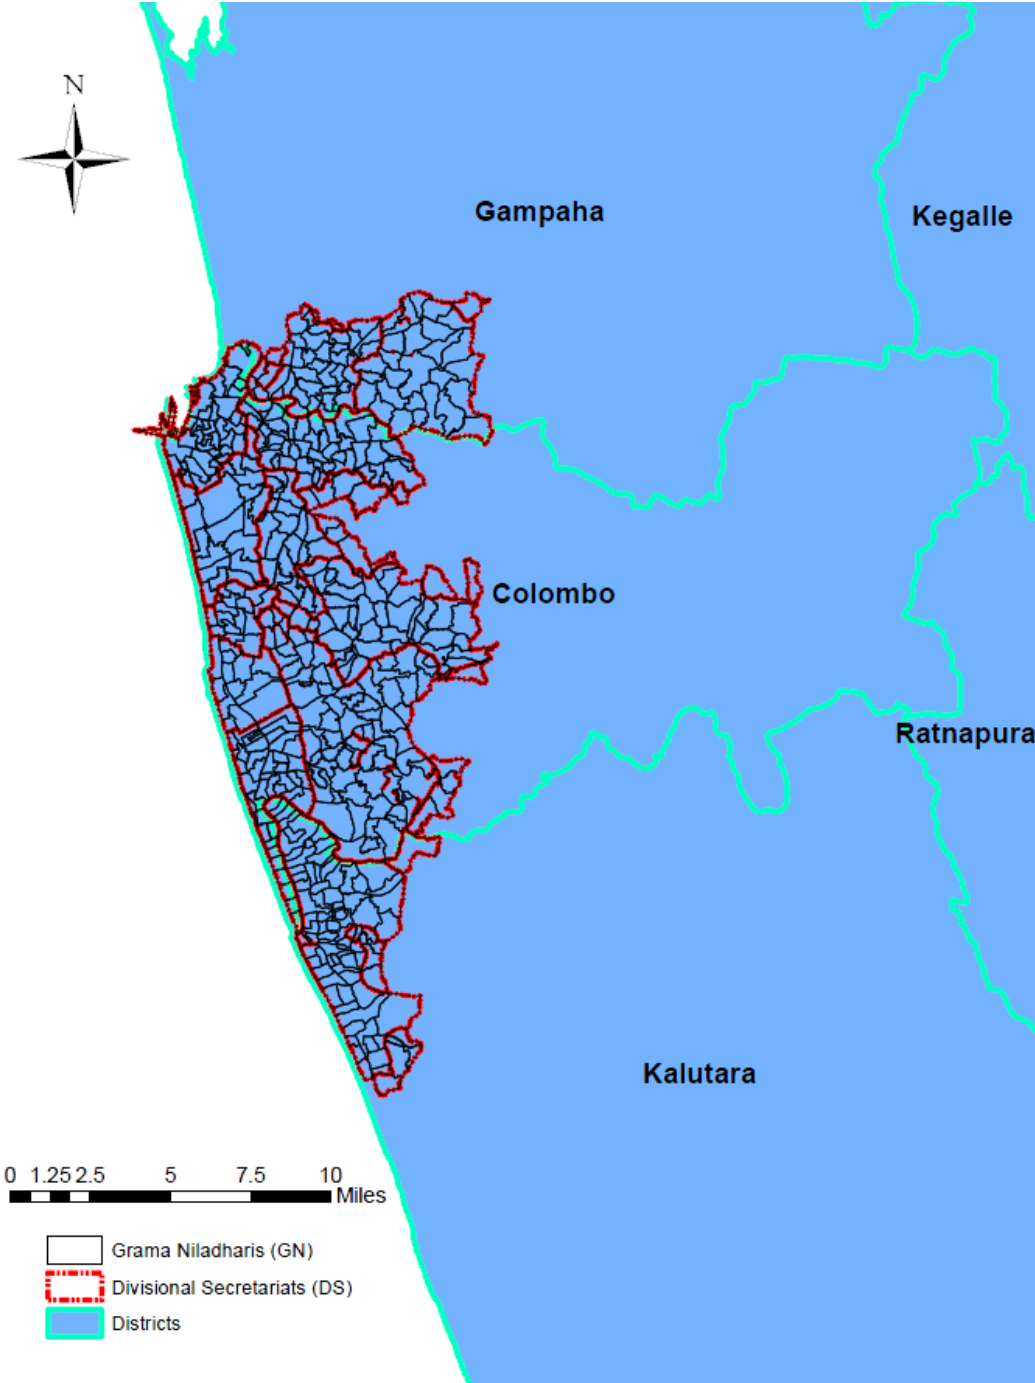 N
Gampaha
Kegalle
Colombo
Ratnapura
Kalutara
0 1.25 2.5 5 7.5 10
Miles
Grama Niladharis (GN)
Divisional Secretariats (DS)
Districts